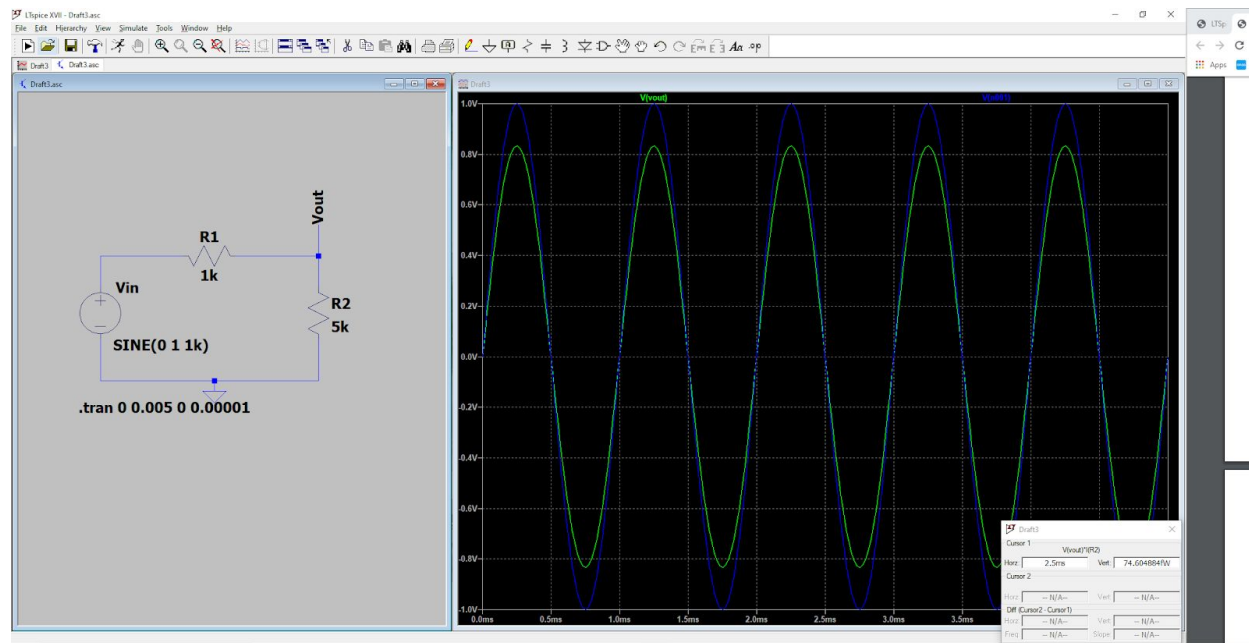 LTspice XVII - Draft3.asc
File Edit Hierarchy View Simulate Tools Window Help
Draft3 Draft3.asc
Draft3.asc
Vout
R1
1k
Vin
R2
5k
SINE(0 1 1k)
.tran 0 0.005 0 0.00001
Draft3
V(vout)
1.0V
0.8V
0.6V
0.4V
0.2V
0.0V
-0.2V
-0.4V
-0.6V
-0.8V
-1.0V
0.0ms 0.5ms 1.0ms 1.5ms 2.0ms 2.5ms 3.0ms 3.5ms
Draft3
Cursor 1
V(vout)*I(R2)
Horz: 2.5ms Vert: 74.604884fW
Cursor 2
Horz: -- N/A-- Vert: -- N/A--
Diff (Cursor2 - Cursor1)
Horz: -- N/A-- Vert: -- N/A--
Freq: -- N/A-- Slope: -- N/A--
LTSp
Apps